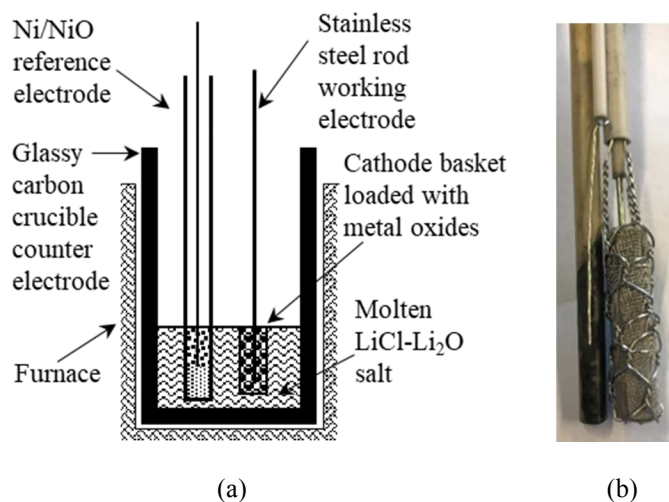 Ni/NiO
reference
electrode
Stainless
steel rod
working
electrode
Glassy
carbon
crucible
counter
electrode
Cathode basket
loaded with
metal oxides
Molten
LiCl-Li₂O
salt
Furnace
(a)
(b)